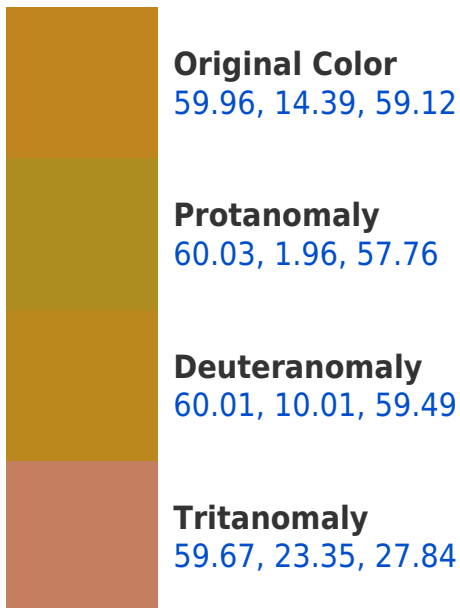 Original Color
59.96, 14.39, 59.12
Protanomaly
60.03, 1.96, 57.76
Deuteranomaly
60.01, 10.01, 59.49
Tritanomaly
59.67, 23.35, 27.84